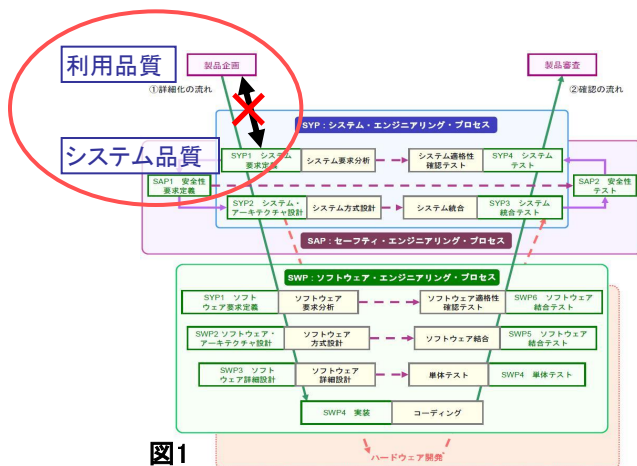 利用品質
製品企画
製品審査
①詳細化の流れ
②確認の流れ
SYP：システム・エンジニアリング・プロセス
システム品質
SYP1 システム
要求定義
システム要求分析
システム適格性
確認テスト
SYP4 システム
テスト
SAP1 安全性
要求定義
SAP2 安全性
テスト
SYP2 システム・
アーキテクチャ設計
システム方式設計
システム統合
SYP3 システム
統合テスト
SAP：セーフティ・エンジニアリング・プロセス
SWP：ソフトウェア・エンジニアリング・プロセス
SYP1 ソフト
ウェア要求定義
ソフトウェア
要求分析
ソフトウェア適格性
確認テスト
SWP6 ソフトウェア
結合テスト
SWP2 ソフトウェア・
アーキテクチャ設計
ソフトウェア
方式設計
ソフトウェア結合
SWP5 ソフトウェア
結合テスト
SWP3 ソフト
ウェア詳細設計
ソフトウェア
詳細設計
単体テスト
SWP4 単体テスト
SWP4 実装
コーディング
図1
ハードウェア開発